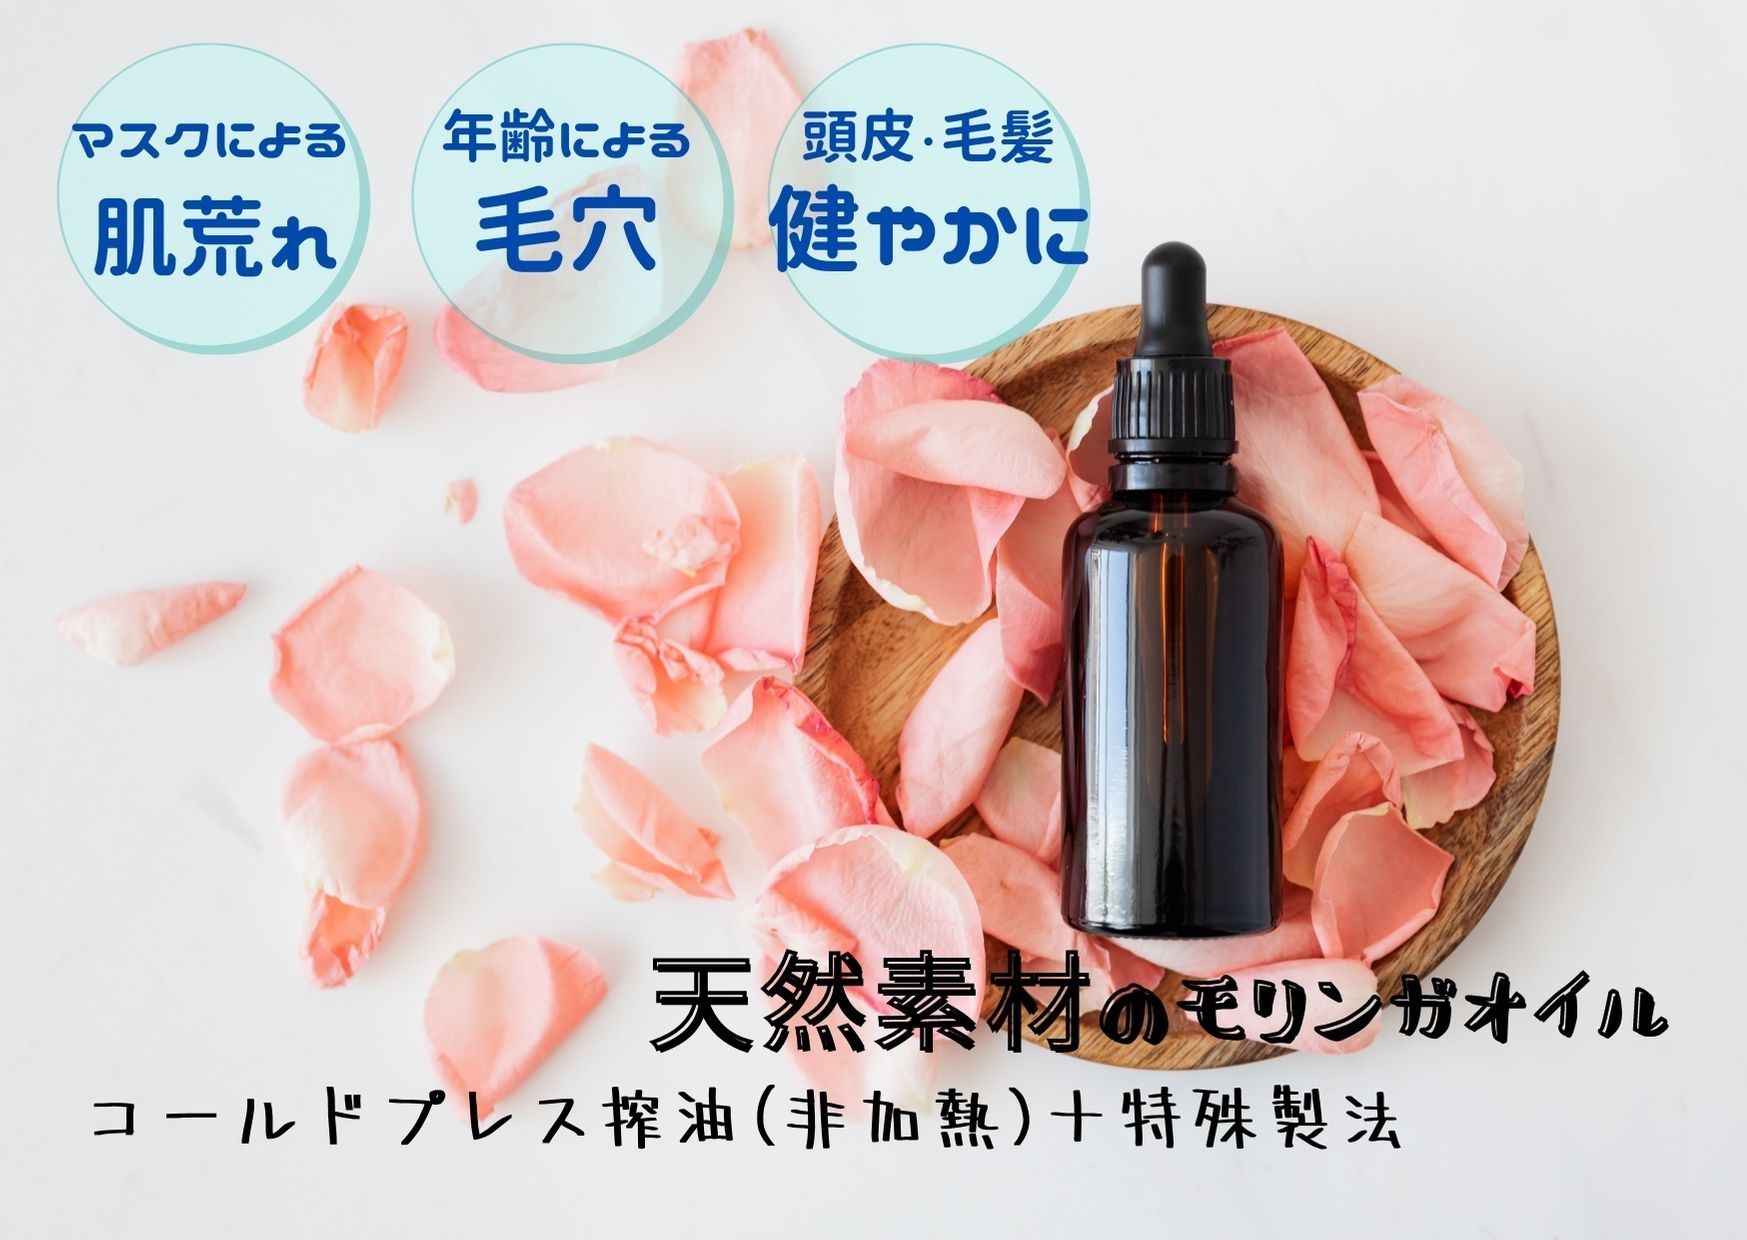 マスクによる
肌荒れ
年齢による
毛穴
頭皮・毛髪
健やかに
天然素材のモリンガオイル
コールドプレス搾油(非加熱)＋特殊製法